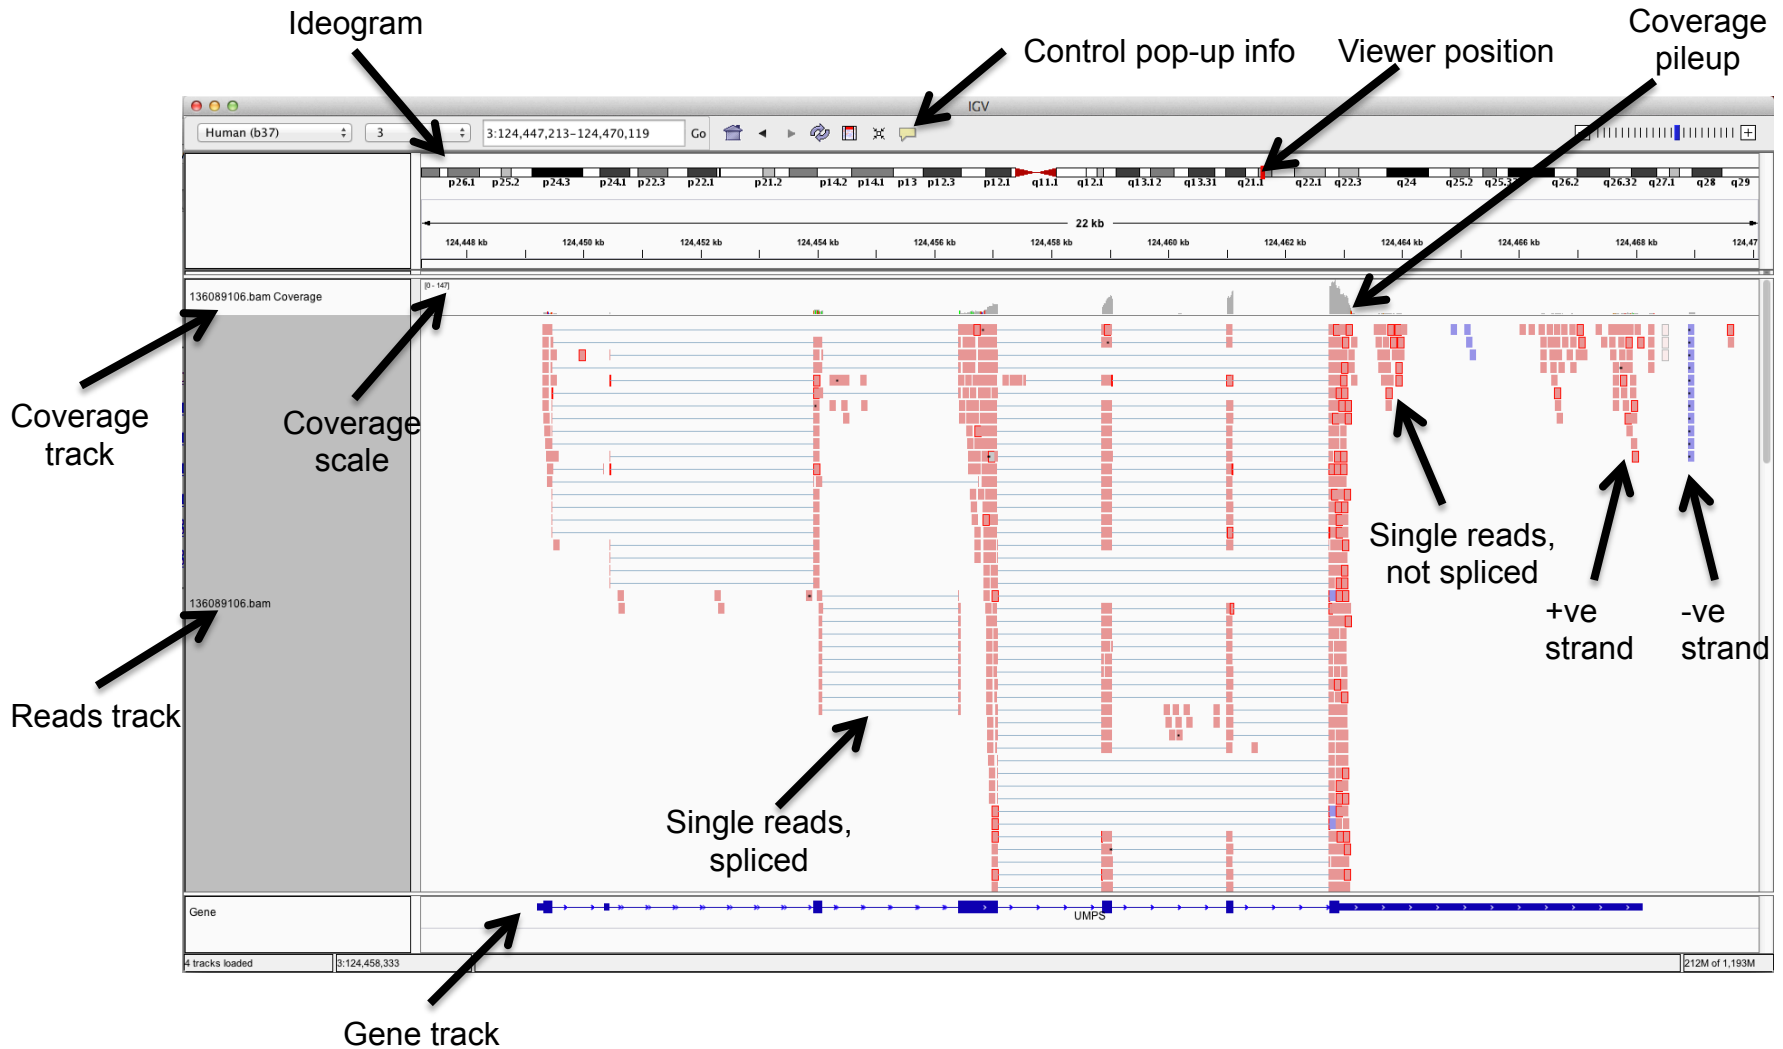 Ideogram
Control pop-up info
Viewer position
Coverage
pileup
IGV
Human (b37)
3
3:124,447,213-124,470,119
Go
p26.1 p25.2 p24.3 p24.1 p22.3 p22.1 p21.2 p14.2 p14.1 p13 p12.3 p12.1 q11.1 q12.1 q13.12 q13.31 q21.1 q22.1 q22.3 q24 q25.2 q25.3 q26.2 q26.32 q27.1 q28 q29
22 kb
124,448 kb 124,450 kb 124,452 kb 124,454 kb 124,456 kb 124,458 kb 124,460 kb 124,462 kb 124,464 kb 124,466 kb 124,468 kb 124,47
[0 - 147]
136089106.bam Coverage
Coverage
track
Coverage
scale
Single reads,
not spliced
+ve
strand
-ve
strand
136089106.bam
Reads track
Single reads,
spliced
Gene
UMPS
4 tracks loaded
3:124,458,333
212M of 1,193M
Gene track